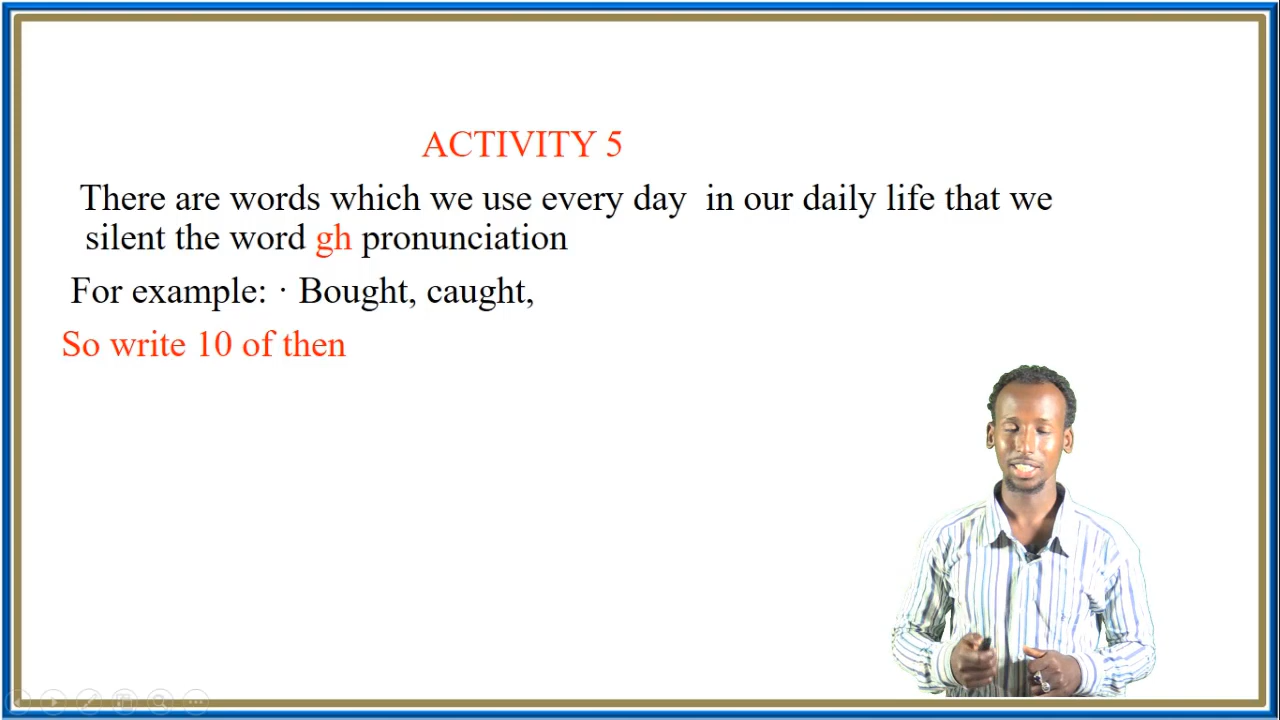 ACTIVITY 5
There are words which we use every day in our daily life that we
silent the word gh pronunciation
For example: · Bought, caught,
So write 10 of then